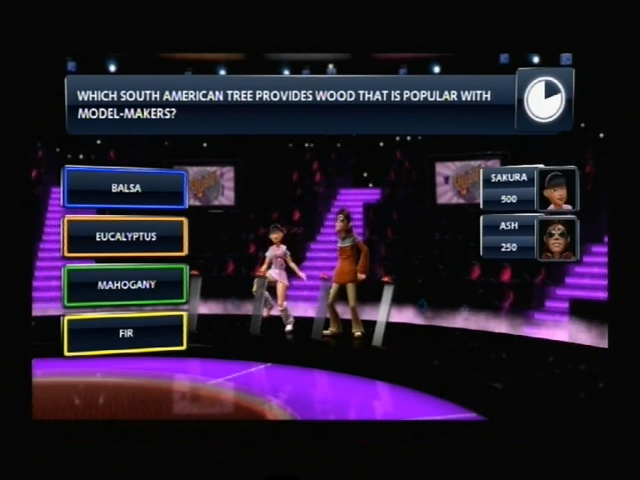 WHICH SOUTH AMERICAN TREE PROVIDES WOOD THAT IS POPULAR WITH
MODEL-MAKERS?
BALSA
EUCALYPTUS
MAHOGANY
FIR
SAKURA
500
ASH
250